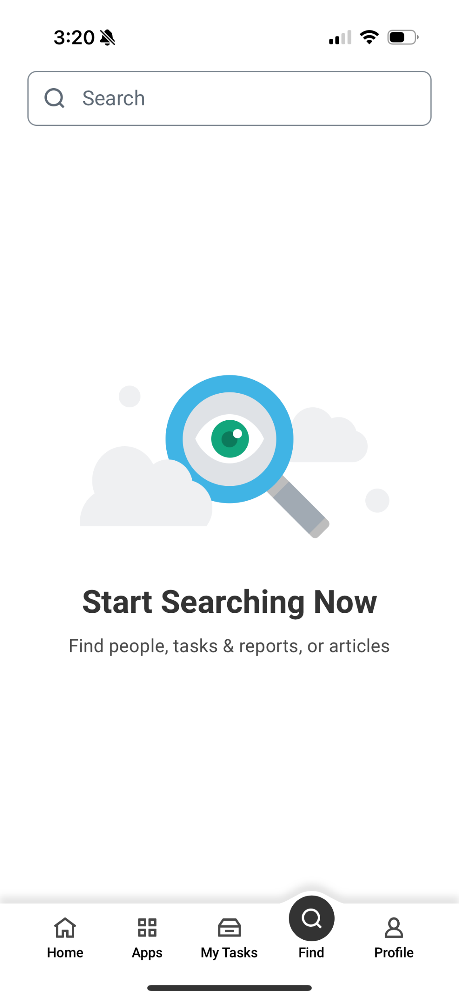 3:20
Search
Start Searching Now
Find people, tasks & reports, or articles
Home
Apps
My Tasks
Find
Profile